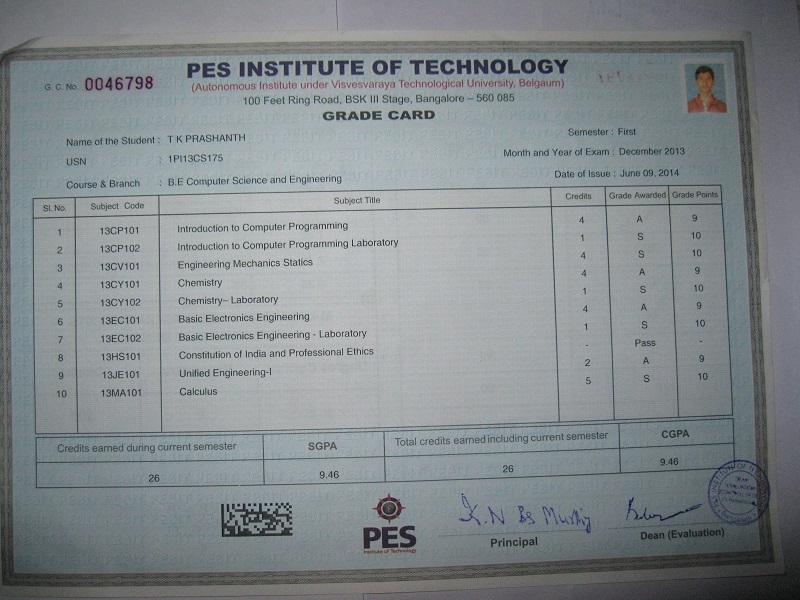 G. C. No. 0046798
PES INSTITUTE OF TECHNOLOGY
(Autonomous Institute under Visvesvaraya Technological University, Belgaum)
100 Feet Ring Road, BSK III Stage, Bangalore – 560 085
GRADE CARD
Name of the Student : T K PRASHANTH
Semester : First
USN : 1PI13CS175
Month and Year of Exam : December 2013
Course & Branch : B.E Computer Science and Engineering
Date of Issue : June 09, 2014
Sl. No. Subject Code Subject Title Credits Grade Awarded Grade Points
1 13CP101 Introduction to Computer Programming 4 A 9
2 13CP102 Introduction to Computer Programming Laboratory 1 S 10
3 13CV101 Engineering Mechanics Statics 4 S 10
4 13CY101 Chemistry 4 A 9
5 13CY102 Chemistry– Laboratory 1 S 10
6 13EC101 Basic Electronics Engineering 4 A 9
7 13EC102 Basic Electronics Engineering - Laboratory 1 S 10
8 13HS101 Constitution of India and Professional Ethics - Pass -
9 13JE101 Unified Engineering-I 2 A 9
10 13MA101 Calculus 5 S 10
Credits earned during current semester SGPA Total credits earned including current semester CGPA
26 9.46 26 9.46
PES
Institute of Technology
Principal
Dean (Evaluation)